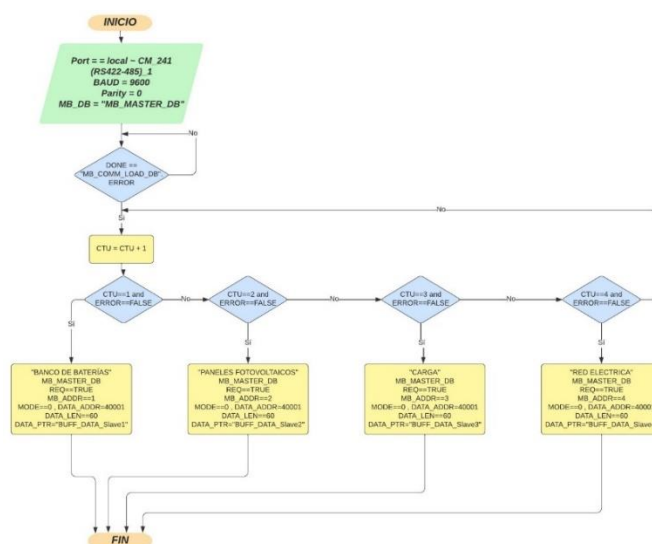 INICIO
Port = = local ~ CM_241
(RS422-485)_1
BAUD = 9600
Parity = 0
MB_DB = "MB_MASTER_DB"
No
DONE ==
"MB_COMM_LOAD_DB".
ERROR
No
Si
CTU = CTU + 1
CTU==1 and
ERROR==FALSE
No
CTU==2 and
ERROR==FALSE
No
CTU==3 and
ERROR==FALSE
No
CTU==4 and
ERROR==FALSE
Si
Si
Si
Si
"BANCO DE BATERÍAS"
MB_MASTER_DB
REQ==TRUE
MB_ADDR==1
MODE==0 , DATA_ADDR=40001
DATA_LEN==60
DATA_PTR="BUFF_DATA_Slave1"
"PANELES FOTOVOLTAICOS"
MB_MASTER_DB
REQ==TRUE
MB_ADDR==2
MODE==0 , DATA_ADDR=40001
DATA_LEN==60
DATA_PTR="BUFF_DATA_Slave2"
"CARGA"
MB_MASTER_DB
REQ==TRUE
MB_ADDR==3
MODE==0 , DATA_ADDR=40001
DATA_LEN==60
DATA_PTR="BUFF_DATA_Slave3"
"RED ELECTRICA"
MB_MASTER_DB
REQ==TRUE
MB_ADDR==4
MODE==0 , DATA_ADDR=4000
DATA_LEN==60
FIN